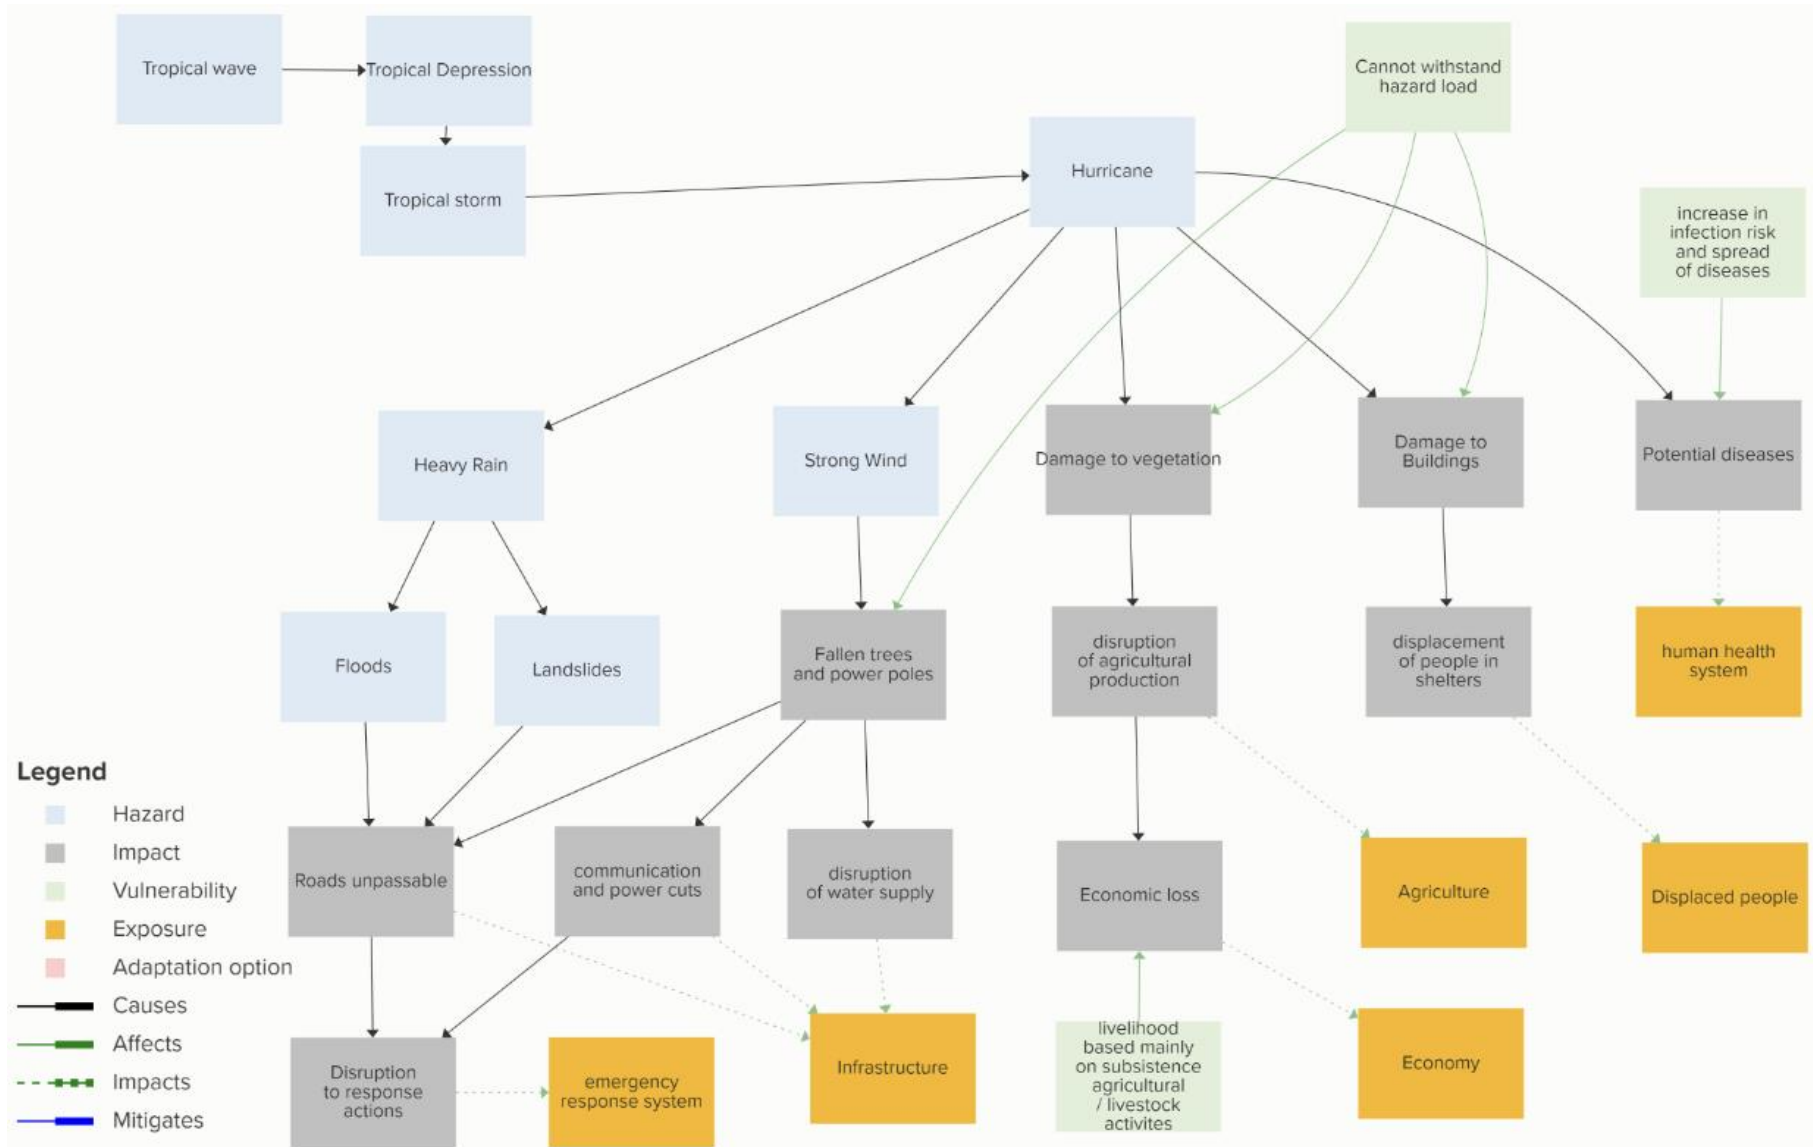 Tropical wave
Tropical Depression
Cannot withstand
hazard load
Hurricane
Tropical storm
increase in
infection risk
and spread
of diseases
Heavy Rain
Strong Wind
Damage to vegetation
Damage to
Buildings
Potential diseases
Floods
Landslides
Fallen trees
and power poles
disruption
of agricultural
production
displacement
of people in
shelters
human health
system
Roads unpassable
communication
and power cuts
disruption
of water supply
Economic loss
Agriculture
Displaced people
Disruption
to response
actions
emergency
response system
Infrastructure
livelihood
based mainly
on subsistence
agricultural
/ livestock
activites
Economy
Legend
Hazard
Impact
Vulnerability
Exposure
Adaptation option
Causes
Affects
Impacts
Mitigates